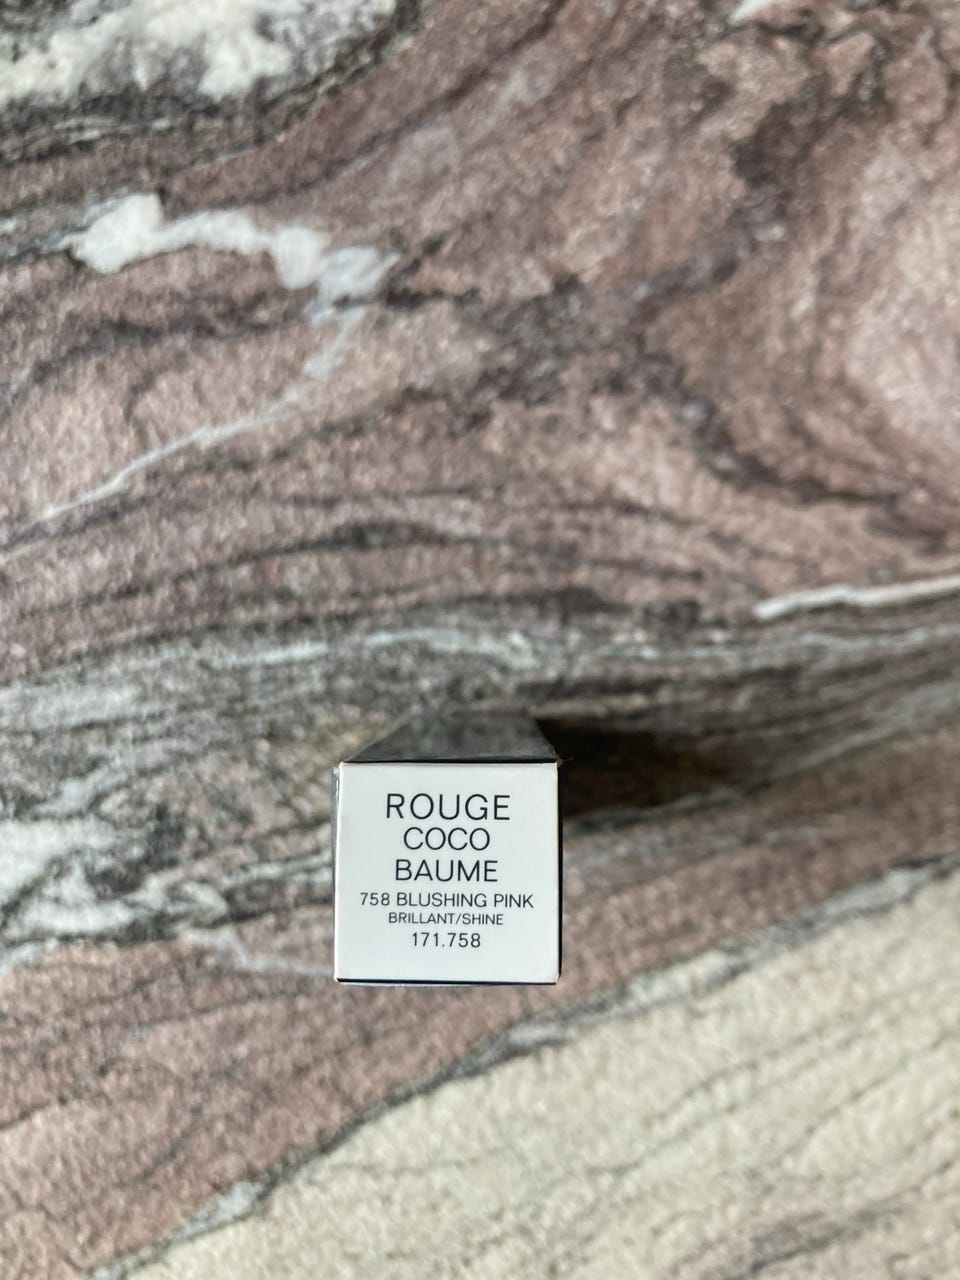 ROUGE
COCO
BAUME
758 BLUSHING PINK
BRILLANT/SHINE
171.758